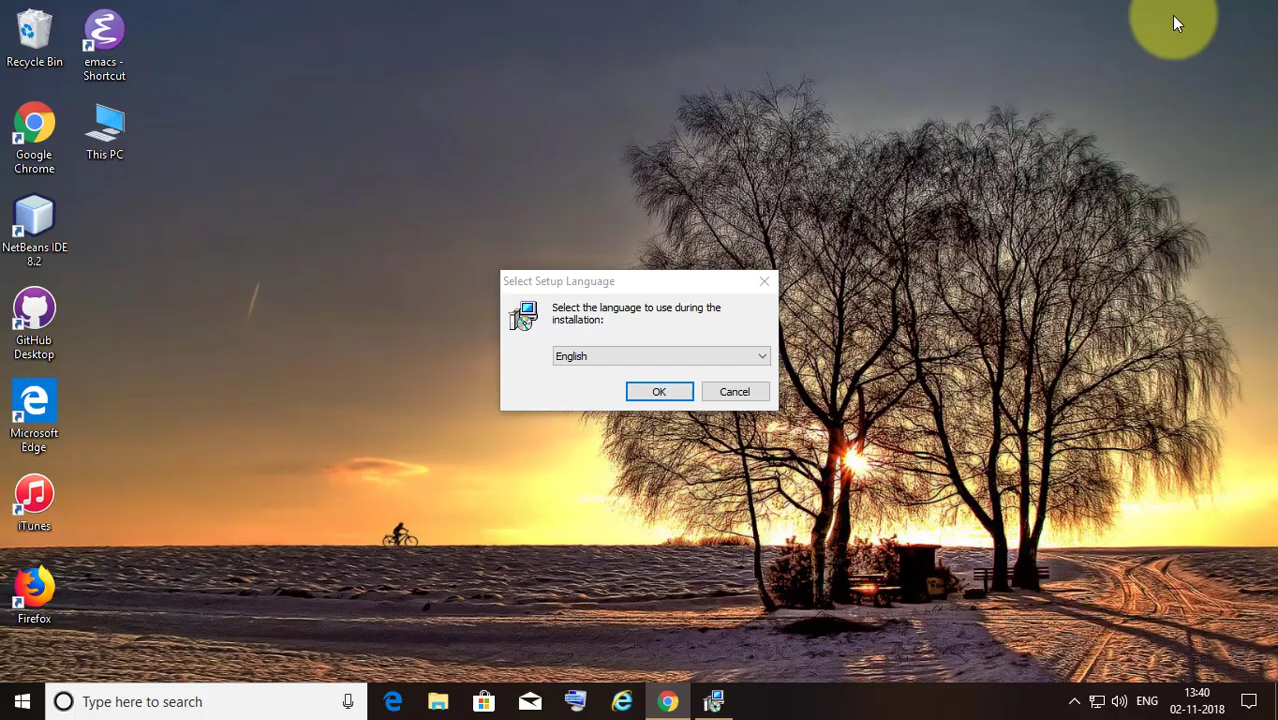 Recycle Bin
emacs -
Shortcut
Google
Chrome
This PC
NetBeans IDE
8.2
GitHub
Desktop
Microsoft
Edge
iTunes
Firefox
Select Setup Language
Select the language to use during the
installation:
English
OK
Cancel
Type here to search
ENG
13:40
02-11-2018